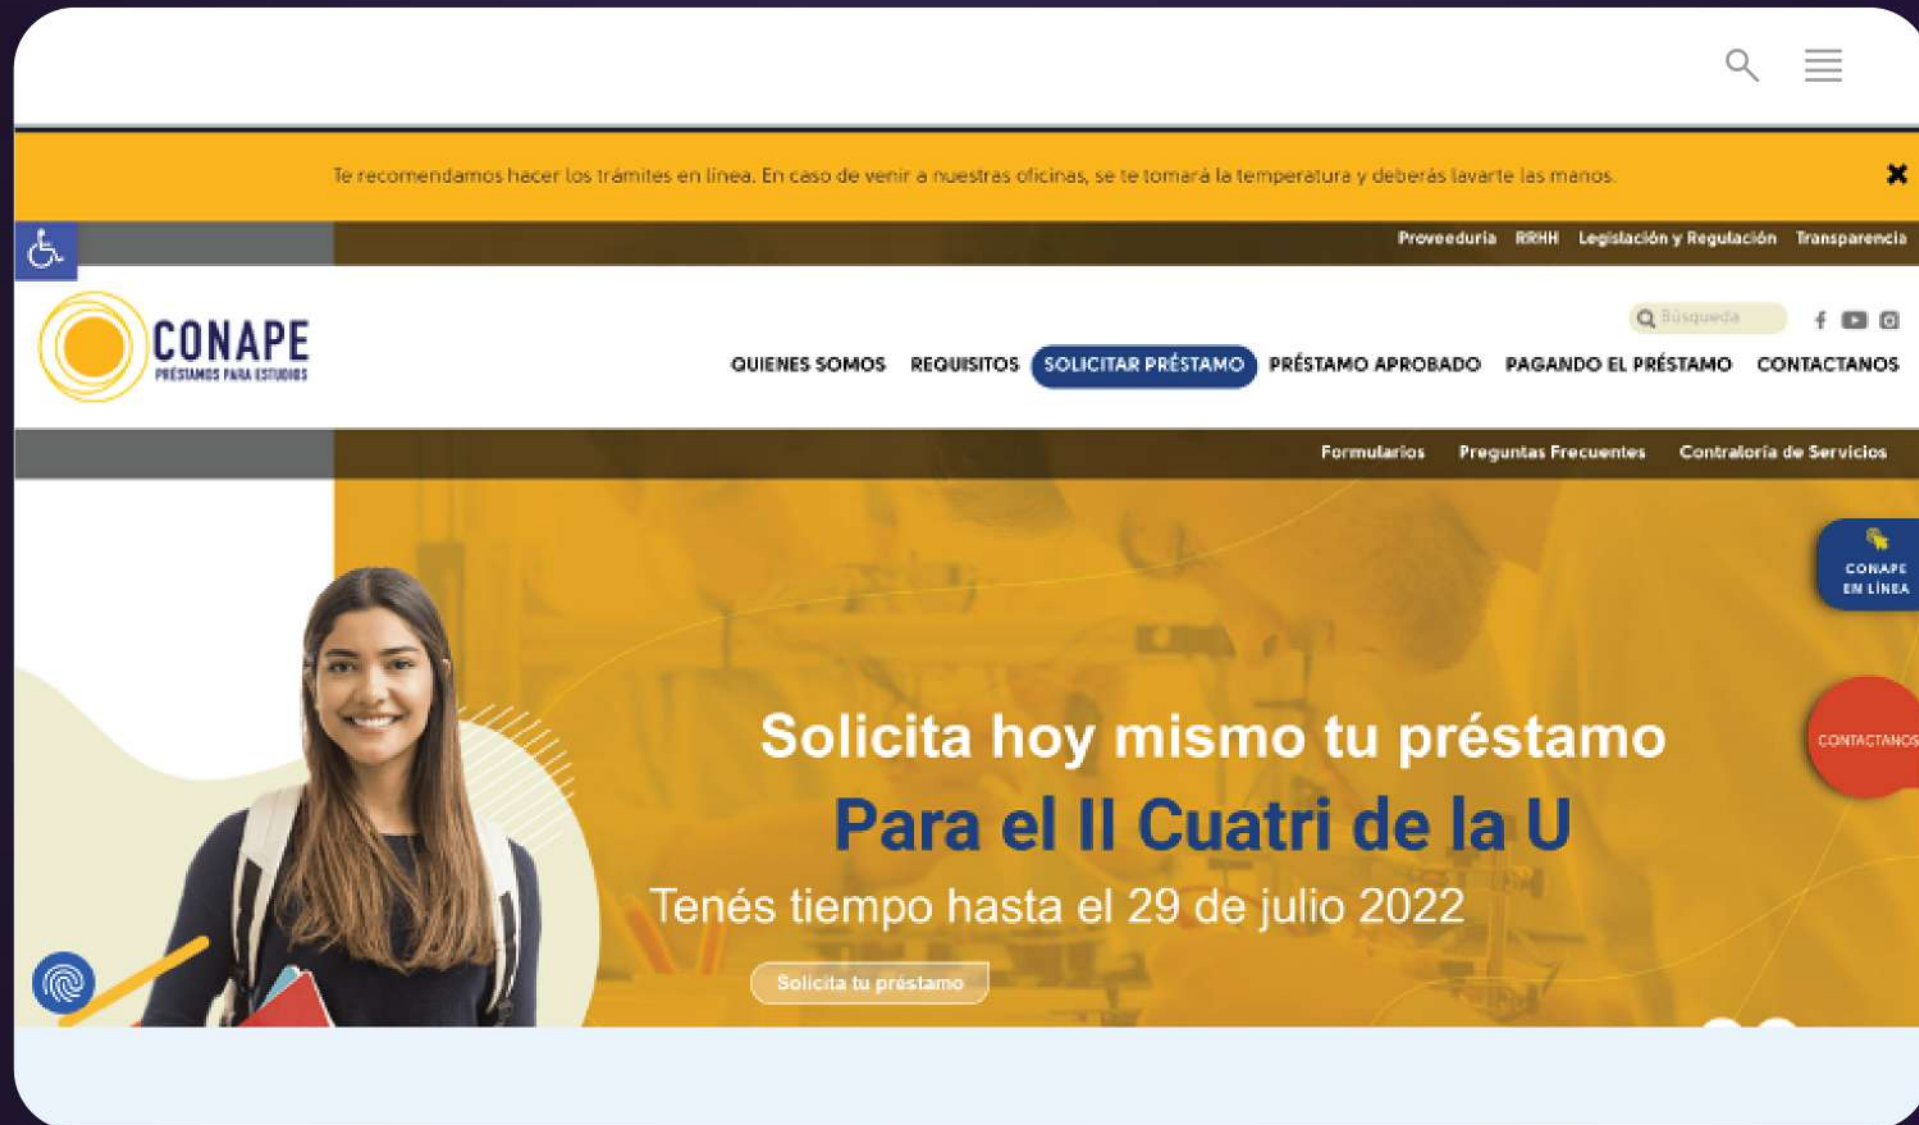 Te recomendamos hacer los trámites en línea. En caso de venir a nuestras oficinas, se te tomará la temperatura y deberás lavarte las manos.
Proveeduria RRHH Legislación y Regulación Transparencia
CONAPE
PRÉSTAMOS PARA ESTUDIOS
Búsqueda
QUIENES SOMOS REQUISITOS SOLICITAR PRÉSTAMO PRÉSTAMO APROBADO PAGANDO EL PRÉSTAMO CONTACTANOS
Formularios Preguntas Frecuentes Contraloría de Servicios
CONAPE
EN LÍNEA
Solicita hoy mismo tu préstamo
CONTACTANOS
Para el II Cuatri de la U
Tenés tiempo hasta el 29 de julio 2022
Solicita tu préstamo